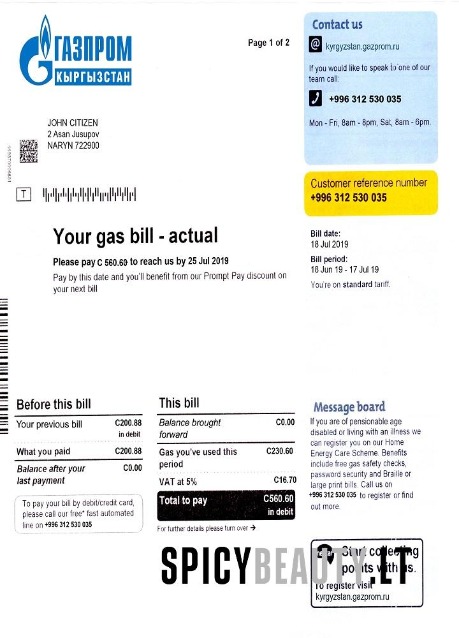 ГАЗПРОМ
КЫРГЫЗСТАН
Page 1 of 2
Contact us
@ kyrgyzstan.gazprom.ru
If you would like to speak to one of our
team call:
+996 312 530 035
Mon - Fri, 8am - 8pm, Sat, 8am - 6pm.
JOHN CITIZEN
2 Asan Jusupov
NARYN 722900
T
Customer reference number
+996 312 530 035
Your gas bill - actual
Please pay C 560.60 to reach us by 25 Jul 2019
Pay by this date and you'll benefit from our Prompt Pay discount on
your next bill
Bill date:
18 Jul 2019
Bill period:
18 Jun 19 - 17 Jul 19
You're on standard tariff.
Before this bill
Your previous bill C200.88
in debit
What you paid C200.88
Balance after your C0.00
last payment
To pay your bill by debit/credit card,
please call our free* fast automated
line on +996 312 530 035
This bill
Balance brought C0.00
forward
Gas you've used this C230.60
period
VAT at 5% C16.70
Total to pay C560.60
in debit
For further details please turn over →
Message board
If you are of pensionable age
disabled or living with an illness we
can register you on our Home
Energy Care Scheme. Benefits
include free gas safety checks,
password security and Braille or
large print bills. Call us on
+996 312 530 035 to register or find
out more.
Start collecting
points with us.
To register visit
kyrgyzstan.gazprom.ru
SPICYBEAUTY.LT